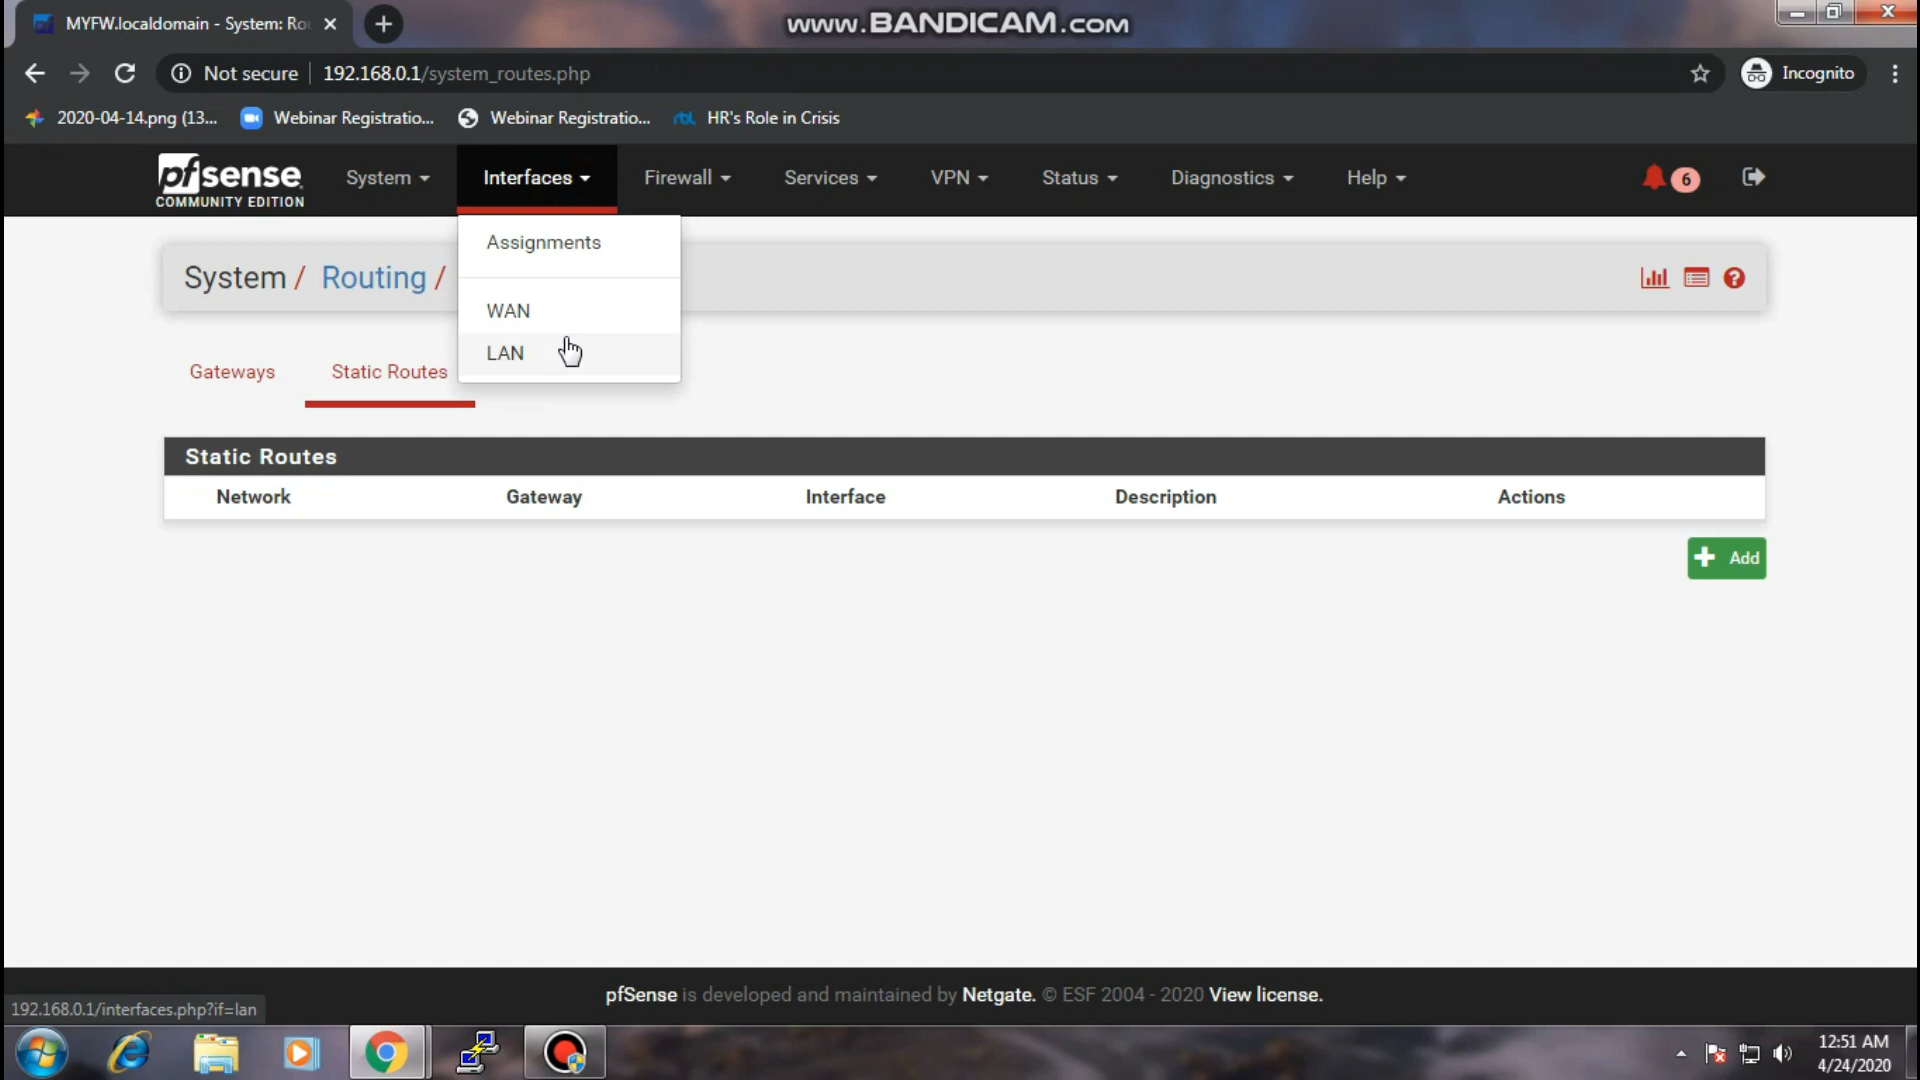 www.BANDICAM.com
MYFW.localdomain - System: Ro
Not secure | 192.168.0.1/system_routes.php
Incognito
2020-04-14.png (13...
Webinar Registratio...
Webinar Registratio...
HR's Role in Crisis
pfsense
COMMUNITY EDITION
System
Interfaces
Firewall
Services
VPN
Status
Diagnostics
Help
6
Assignments
WAN
LAN
System / Routing /
Gateways
Static Routes
Static Routes
Network Gateway Interface Description Actions
Add
pfSense is developed and maintained by Netgate. © ESF 2004 - 2020 View license.
192.168.0.1/interfaces.php?if=lan
12:51 AM
4/24/2020